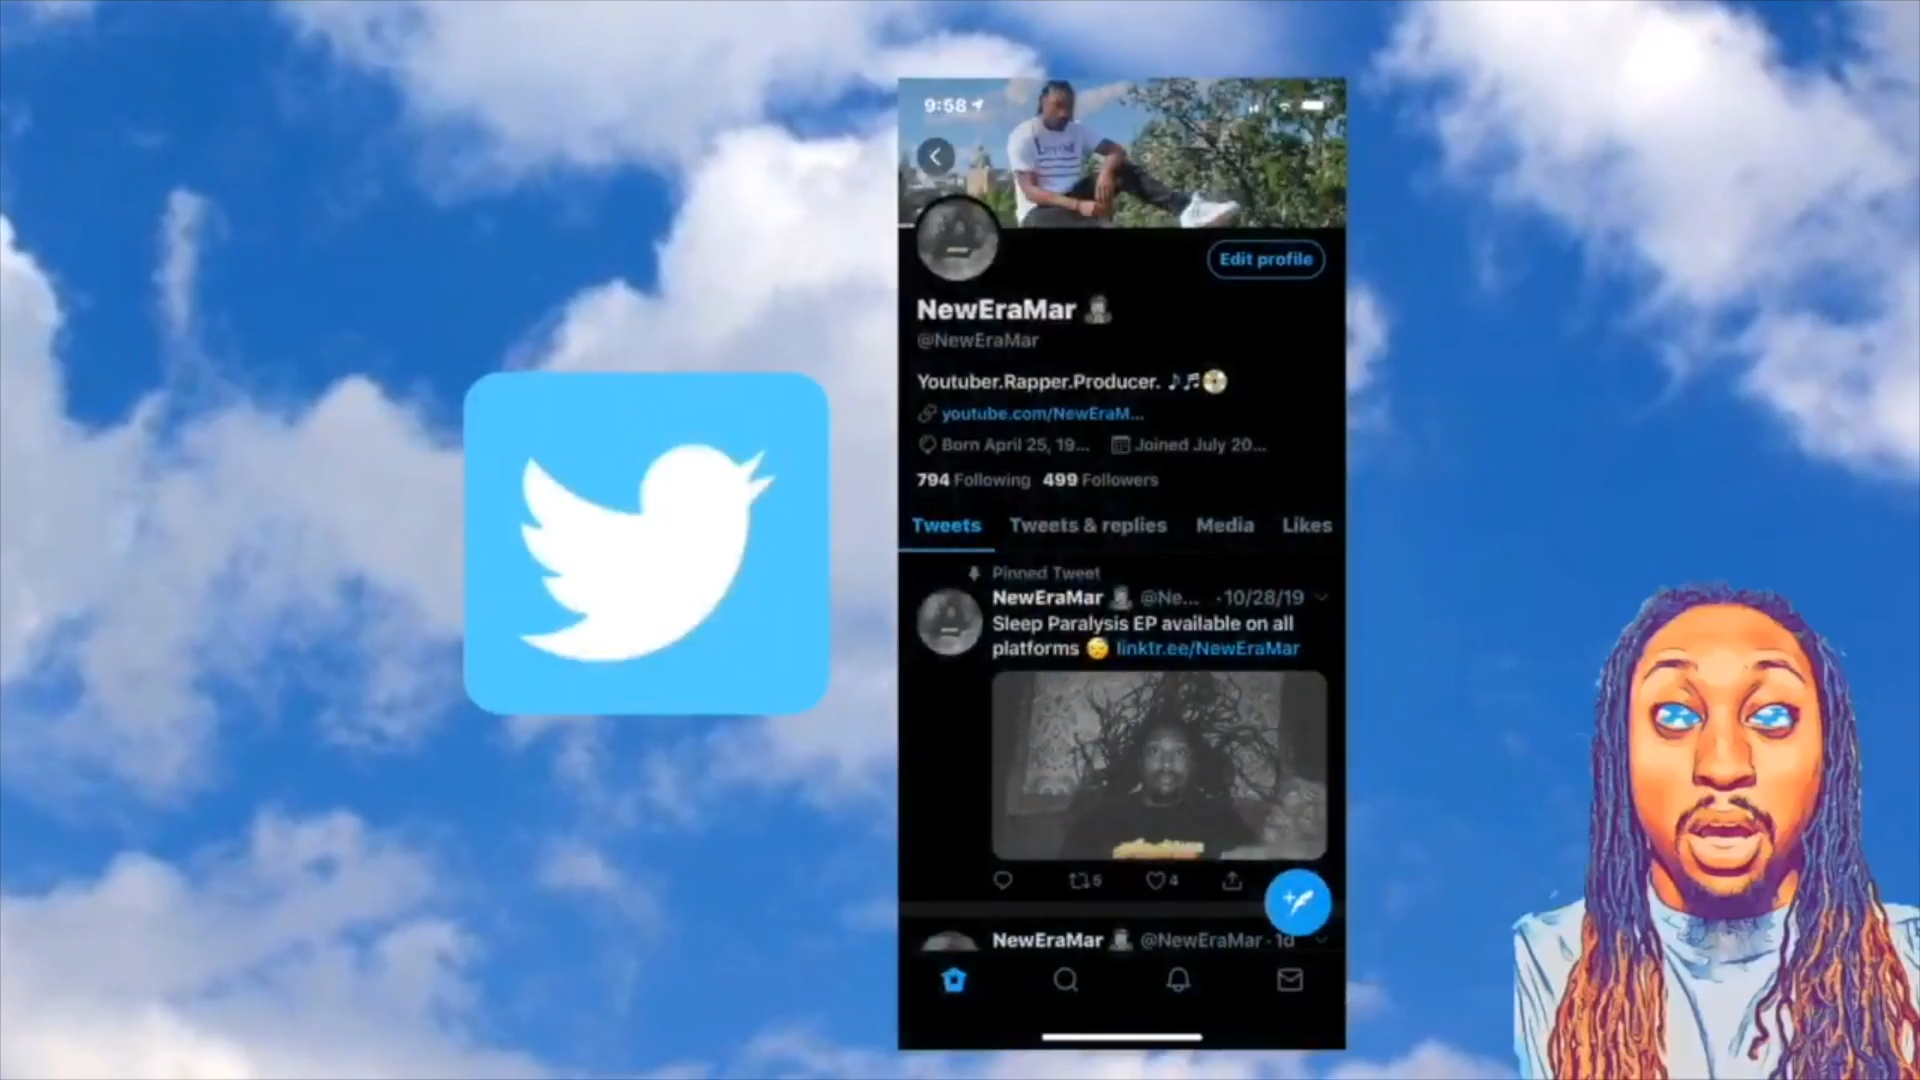 9:58
Edit profile
NewEraMar
@NewEraMar
Youtuber.Rapper.Producer.
youtube.com/NewEraM...
Born April 25, 19... Joined July 20...
794 Following 499 Followers
Tweets Tweets & replies Media Likes
Pinned Tweet
NewEraMar @Ne... · 10/28/19
Sleep Paralysis EP available on all
platforms linktr.ee/NewEraMar
5 4
NewEraMar @NewEraMar · 1d